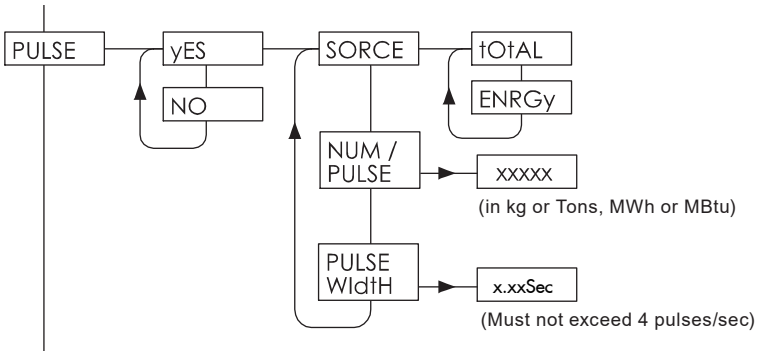 PULSE
yES
NO
SORCE
tOtAL
ENRGy
NUM /
PULSE
xxxxx
(in kg or Tons, MWh or MBtu)
PULSE
WIdtH
x.xxSec
(Must not exceed 4 pulses/sec)